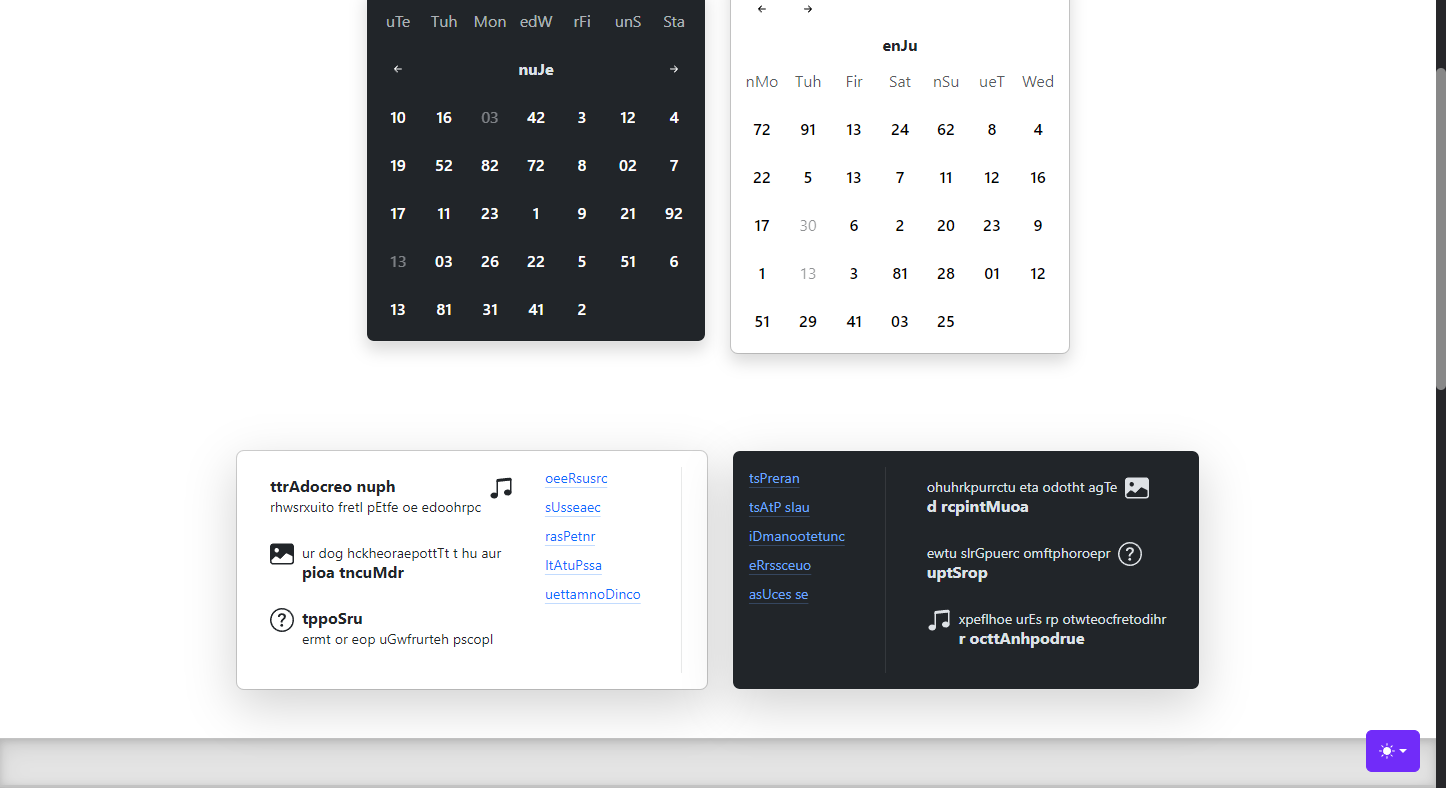 uTe Tuh Mon edW rFi unS Sta
nuJe
10 16 03 42 3 12 4
19 52 82 72 8 02 7
17 11 23 1 9 21 92
13 03 26 22 5 51 6
13 81 31 41 2
enJu
nMo Tuh Fir Sat nSu ueT Wed
72 91 13 24 62 8 4
22 5 13 7 11 12 16
17 30 6 2 20 23 9
1 13 3 81 28 01 12
51 29 41 03 25
ttrAdocreo nuph
rhwsrxuito fretl pEtfe oe edoohrpc
ur dog hckheoraepottTt t hu aur
pioa tncuMdr
tppoSru
ermt or eop uGwfrurteh pscopl
oeeRsusrc
sUsseaec
rasPetnr
ltAtuPssa
uettamnoDinco
tsPreran
tsAtP slau
iDmanootetunc
eRrssceuo
asUces se
ohuhrkpurrctu eta odotht agTe
d rcpintMuoa
ewtu slrGpuerc omftphoroepr
uptSrop
xpeflhoe urEs rp otwteocfretodihr
r octtAnhpodrue